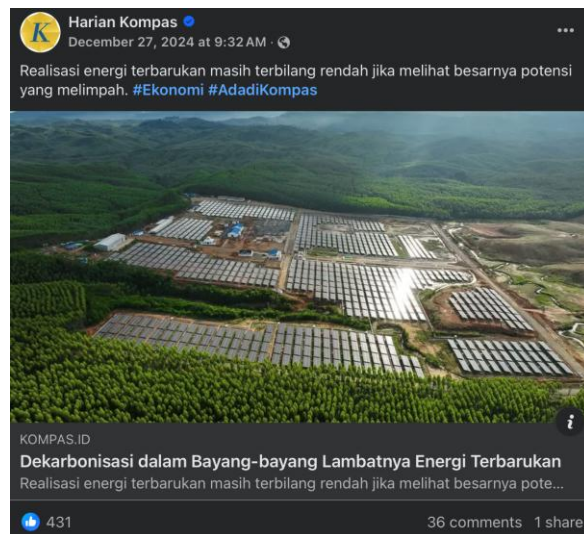 Harian Kompas
December 27, 2024 at 9:32 AM ·
Realisasi energi terbarukan masih terbilang rendah jika melihat besarnya potensi
yang melimpah. #Ekonomi #AdadiKompas
KOMPAS.ID
Dekarbonisasi dalam Bayang-bayang Lambatnya Energi Terbarukan
Realisasi energi terbarukan masih terbilang rendah jika melihat besarnya pote...
431 36 comments 1 share